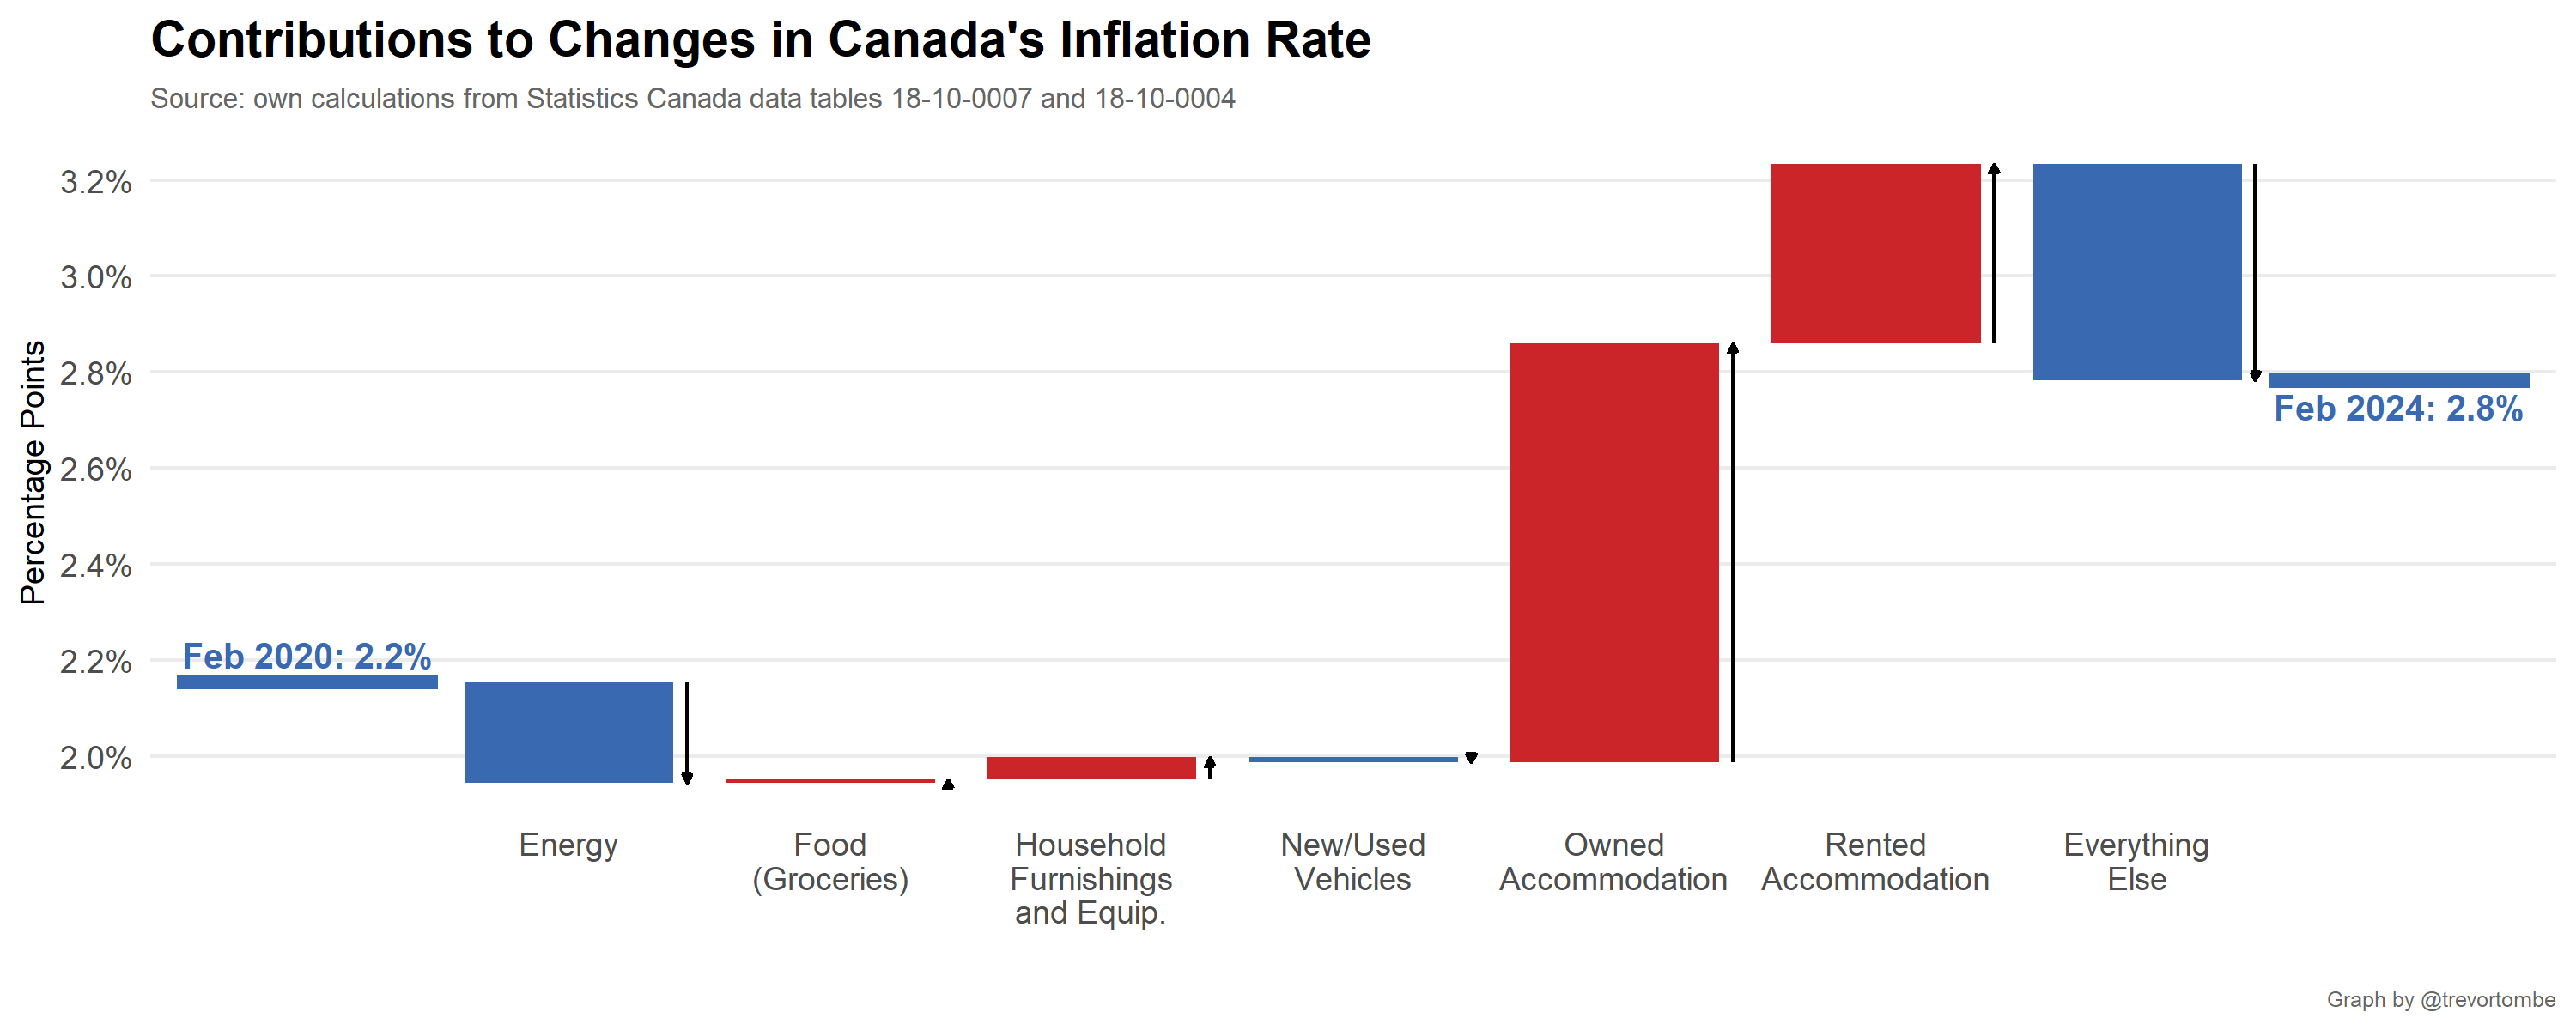 Contributions to Changes in Canada's Inflation Rate
Source: own calculations from Statistics Canada data tables 18-10-0007 and 18-10-0004
Percentage Points
3.2%
3.0%
2.8%
2.6%
2.4%
2.2%
2.0%
Feb 2020: 2.2%
Feb 2024: 2.8%
Energy
Food
(Groceries)
Household
Furnishings
and Equip.
New/Used
Vehicles
Owned
Accommodation
Rented
Accommodation
Everything
Else
Graph by @trevortombe